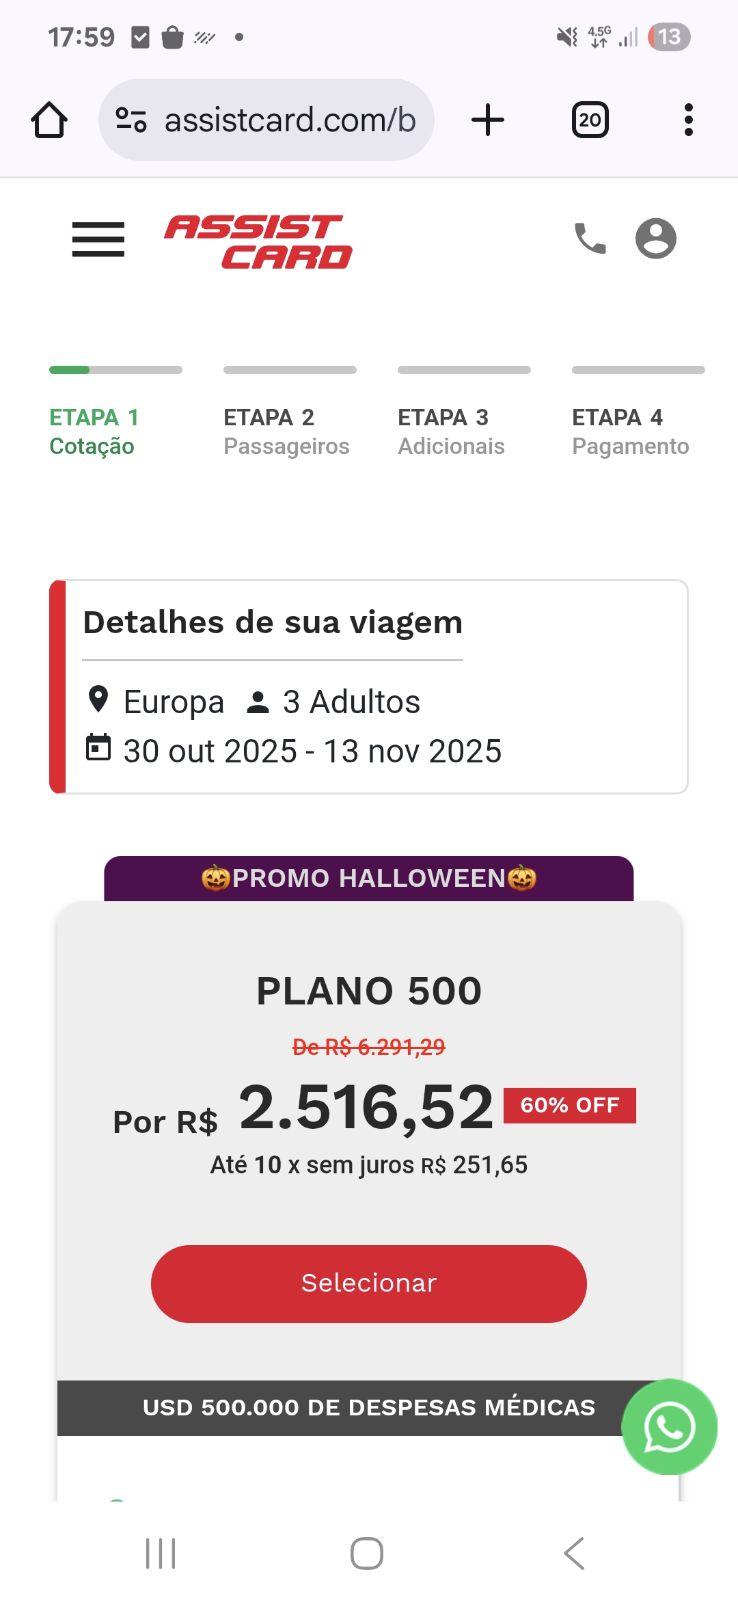 17:59
4.5G
13
assistcard.com/b
20
ASSIST
CARD
ETAPA 1
Cotação
ETAPA 2
Passageiros
ETAPA 3
Adicionais
ETAPA 4
Pagamento
Detalhes de sua viagem
Europa 3 Adultos
30 out 2025 - 13 nov 2025
🎃PROMO HALLOWEEN🎃
PLANO 500
De R$ 6.291,29
Por R$ 2.516,52 60% OFF
Até 10 x sem juros R$ 251,65
Selecionar
USD 500.000 DE DESPESAS MÉDICAS